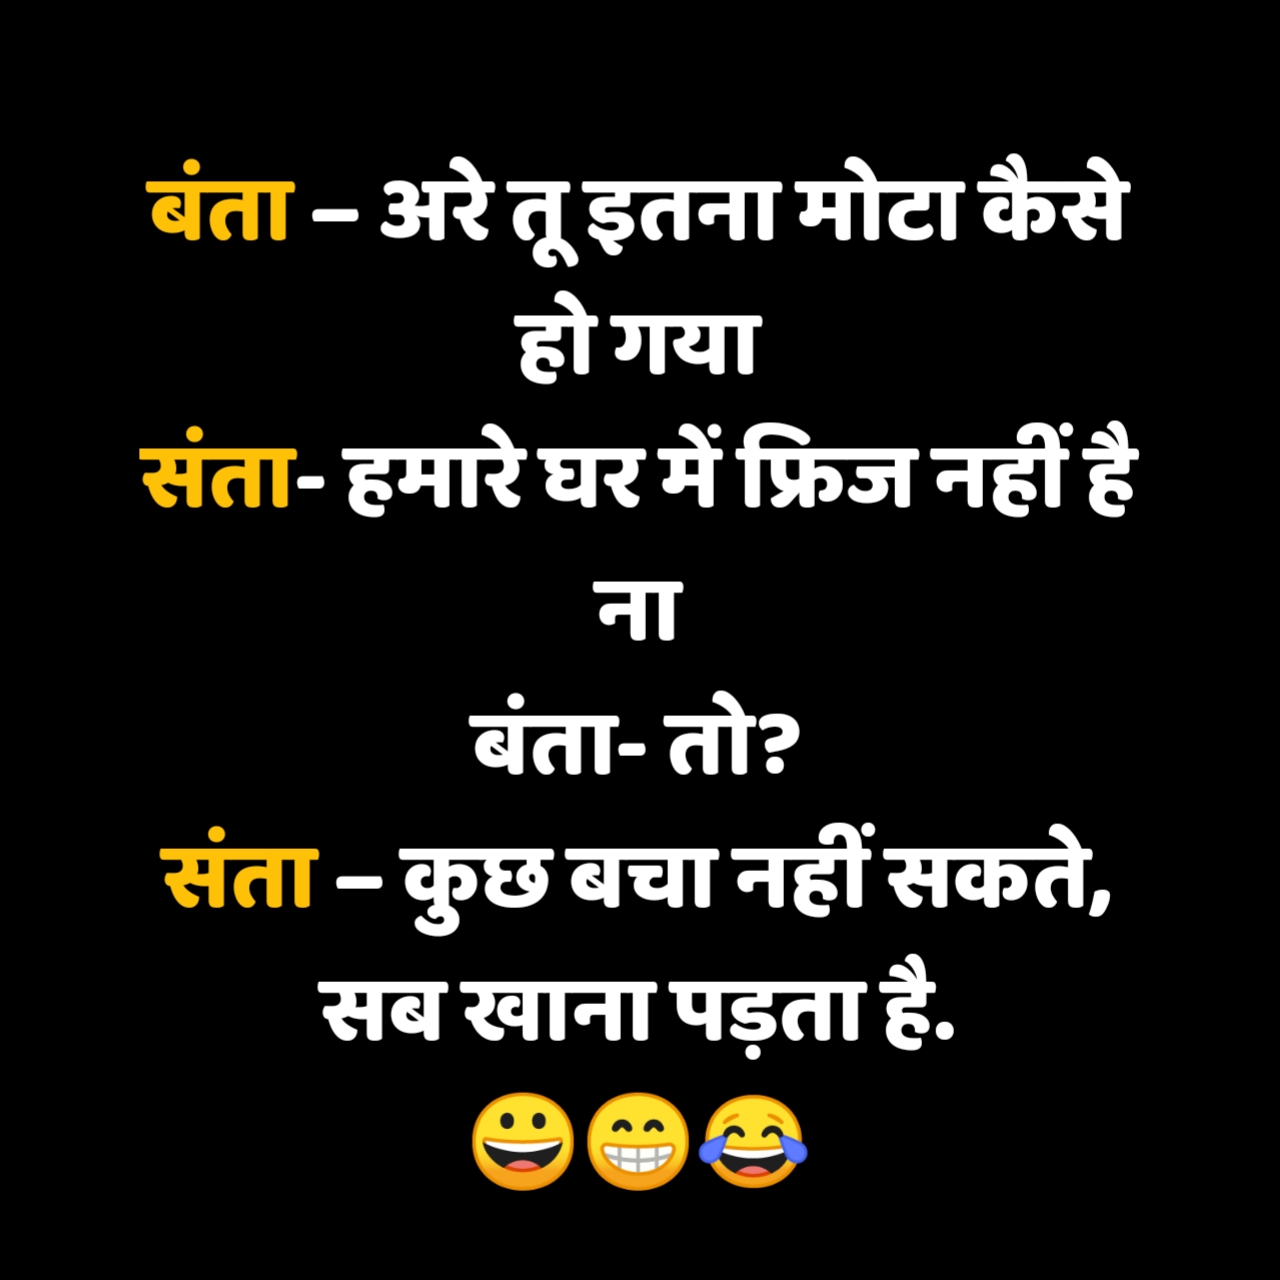 बंता – अरे तू इतना मोटा कैसे
हो गया
संता- हमारे घर में फ्रिज नहीं है
ना
बंता- तो?
संता – कुछ बचा नहीं सकते,
सब खाना पड़ता है.
😀😁😂